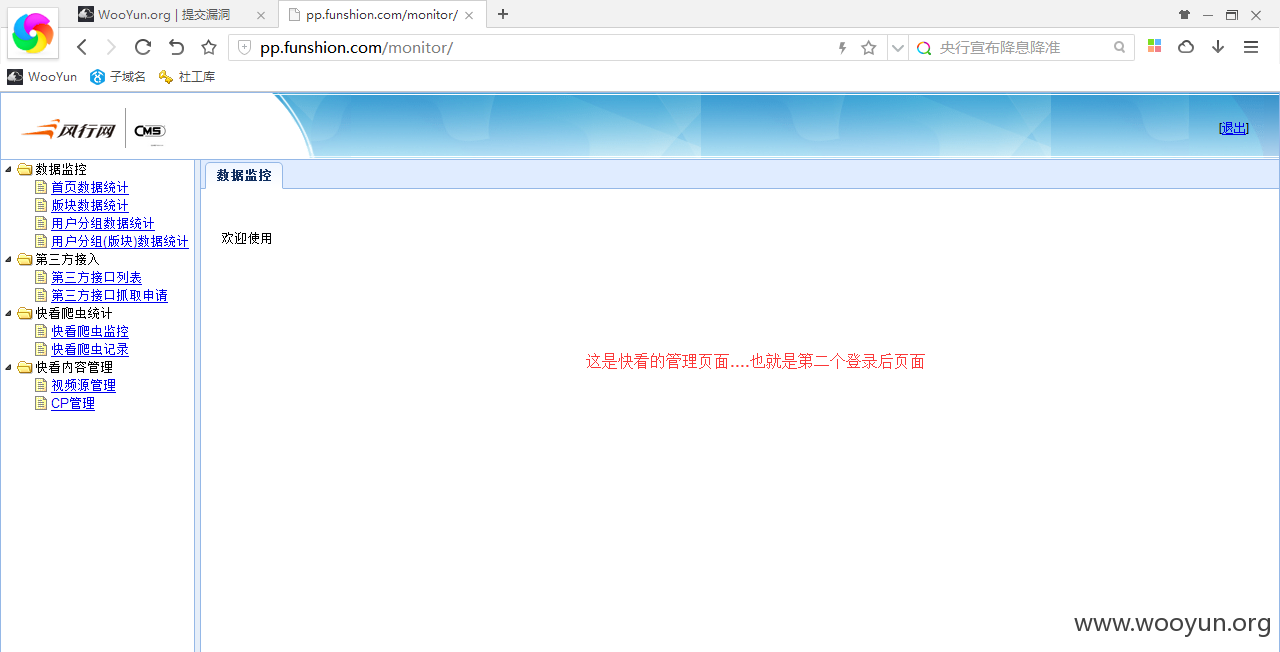 WooYun.org | 提交漏洞
pp.funshion.com/monitor/
pp.funshion.com/monitor/
央行宣布降息降准
WooYun 子域名 社工库
风行网 CMS
[退出]
数据监控
首页数据统计
版块数据统计
用户分组数据统计
用户分组(版块)数据统计
第三方接入
第三方接口列表
第三方接口抓取申请
快看爬虫统计
快看爬虫监控
快看爬虫记录
快看内容管理
视频源管理
CP管理
数据监控
欢迎使用
这是快看的管理页面....也就是第二个登录后页面
www.wooyun.org